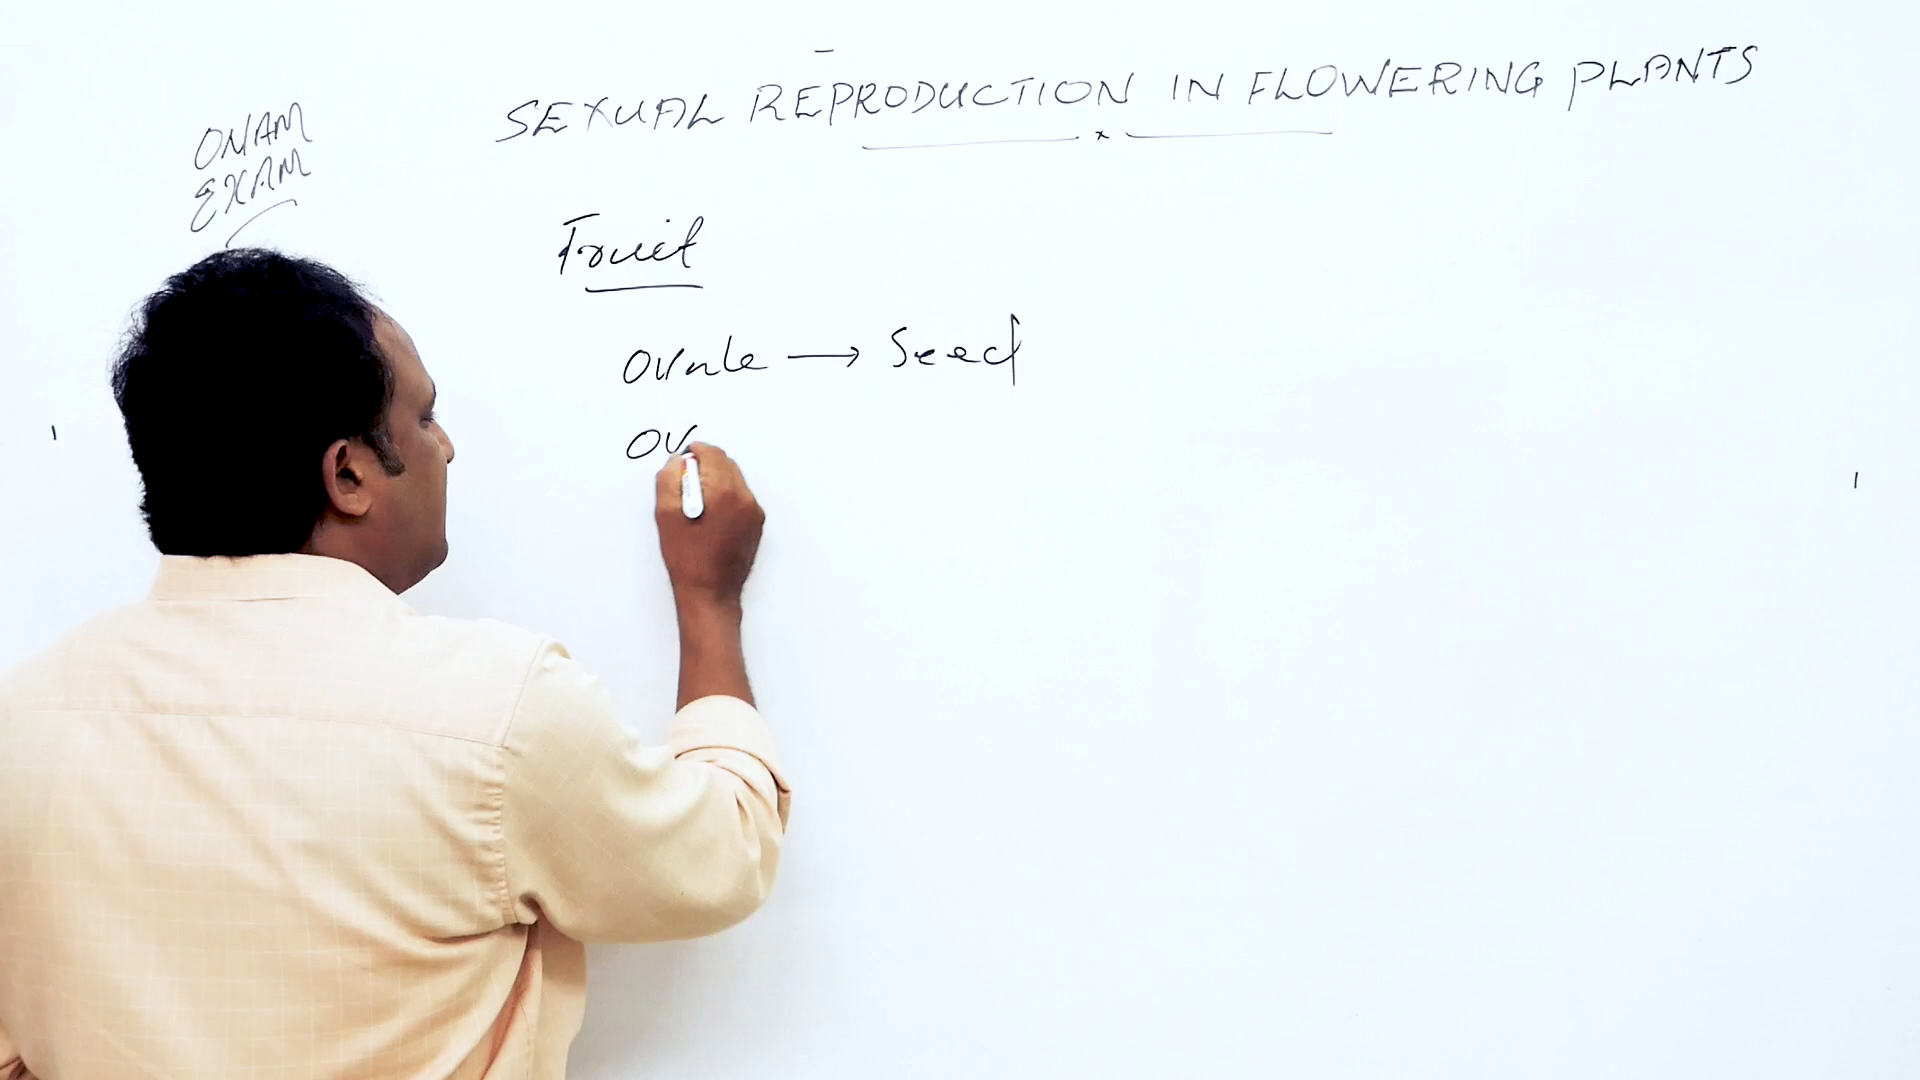 SEXUAL REPRODUCTION IN FLOWERING PLANTS
ONAM
EXAM
Fruit
Ovule → Seed
OV